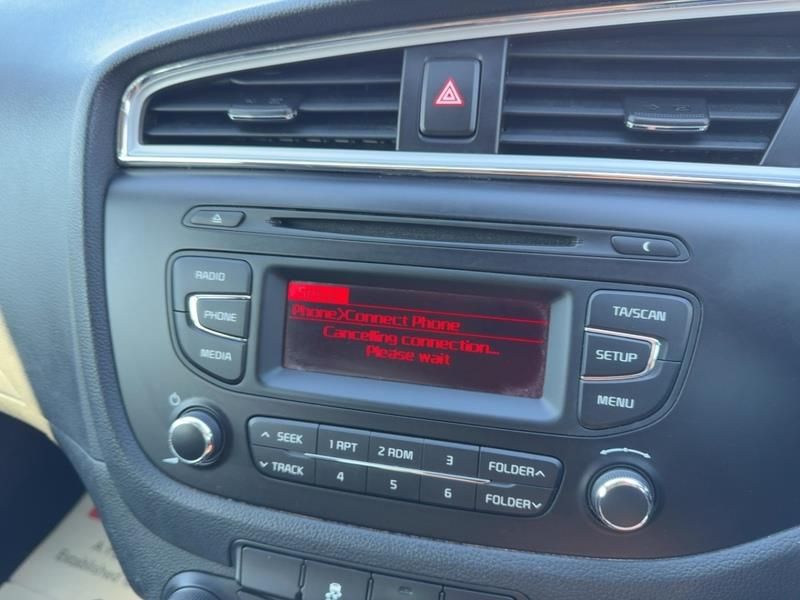 RADIO
PHONE
MEDIA
Phone>Connect Phone
Cancelling connection...
Please wait
TA/SCAN
SETUP
MENU
SEEK
TRACK
1 RPT
2 RDM
3
4
5
6
FOLDER
FOLDER
A
Established